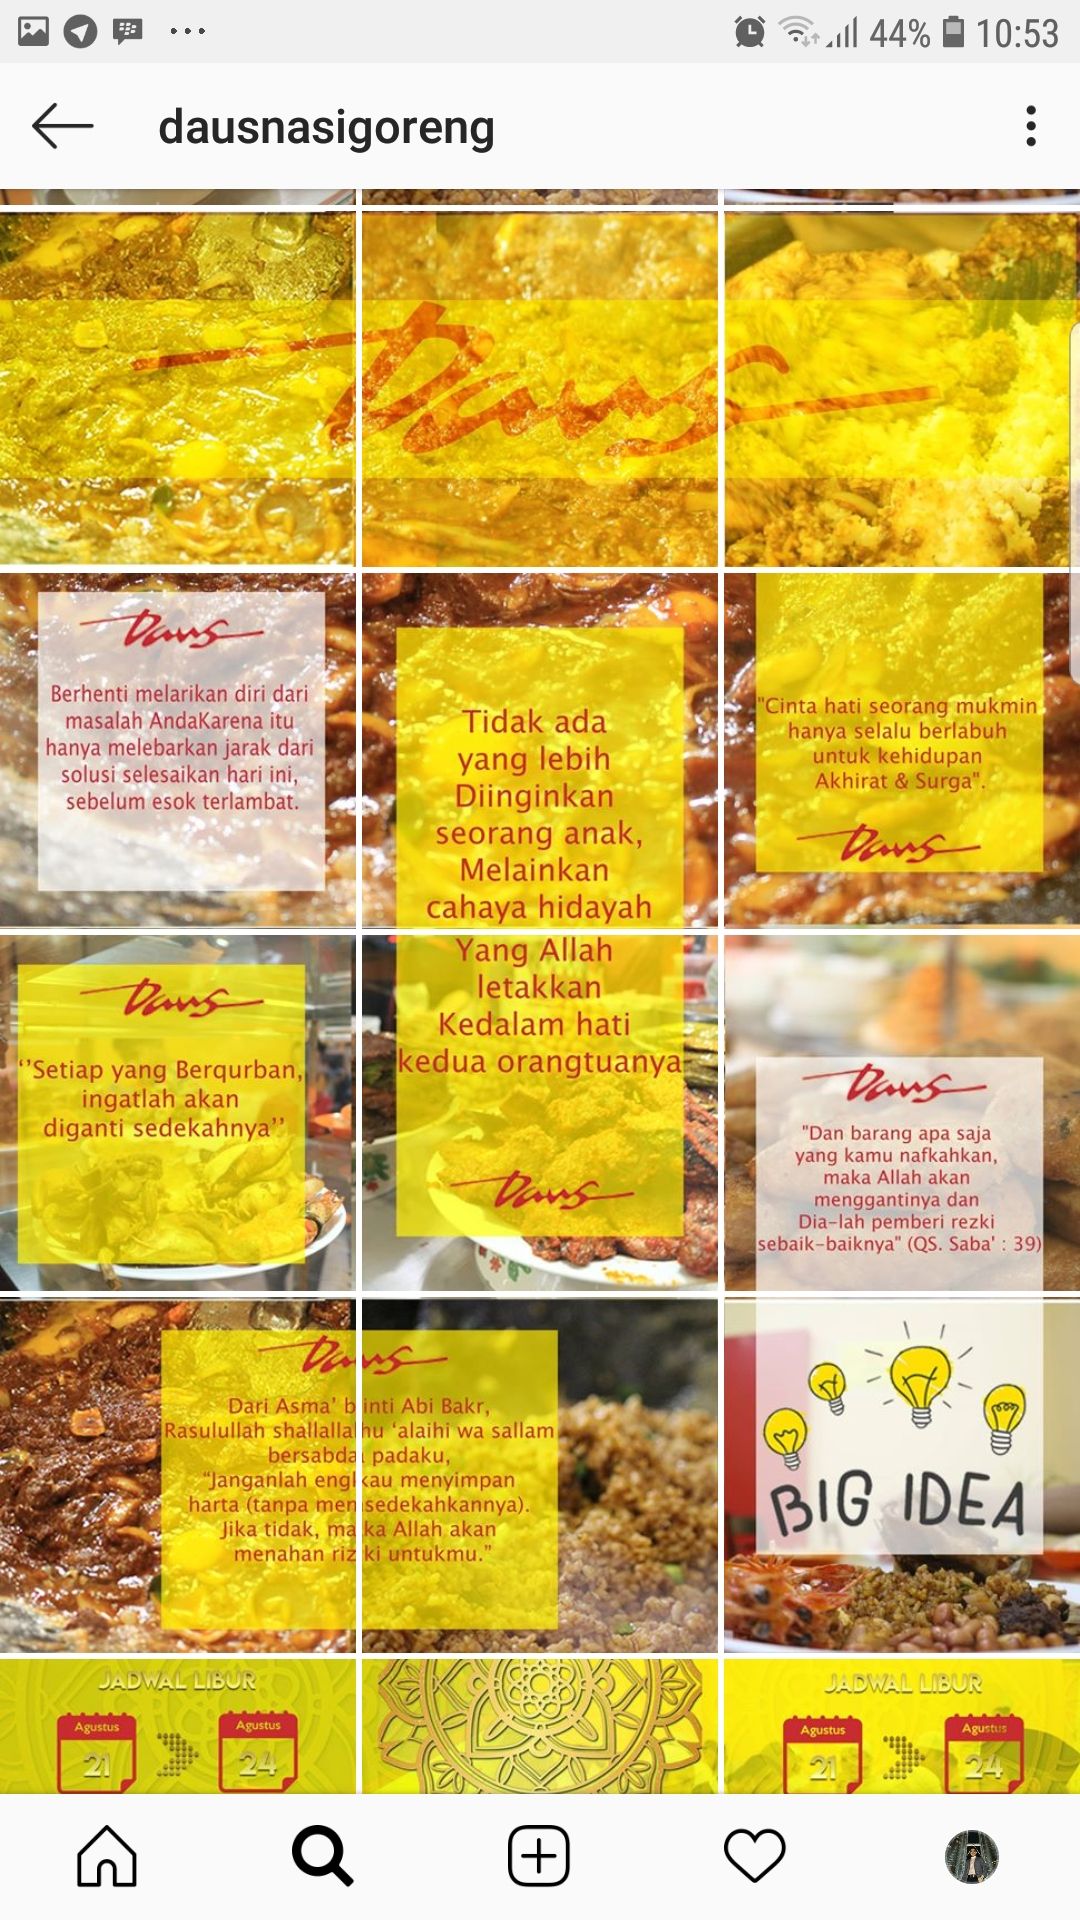 44% 10:53
dausnasigoreng
Daus
Daus
Berhenti melarikan diri dari
masalah AndaKarena itu
hanya melebarkan jarak dari
solusi selesaikan hari ini,
sebelum esok terlambat.
Tidak ada
yang lebih
Diinginkan
seorang anak,
Melainkan
cahaya hidayah
Yang Allah
letakkan
Kedalam hati
kedua orangtuanya
Daus
"Cinta hati seorang mukmin
hanya selalu berlabuh
untuk kehidupan
Akhirat & Surga".
Daus
Daus
‘’Setiap yang Berqurban,
ingatlah akan
diganti sedekahnya’’
Daus
"Dan barang apa saja
yang kamu nafkahkan,
maka Allah akan
menggantinya dan
Dia-lah pemberi rezki
sebaik-baiknya" (QS. Saba' : 39)
Daus
Dari Asma’ binti Abi Bakr,
Rasulullah shallallahu ‘alaihi wa sallam
bersabda padaku,
“Janganlah engkau menyimpan
harta (tanpa mensedekahkannya).
Jika tidak, maka Allah akan
menahan rizki untukmu.”
BIG IDEA
JADWAL LIBUR
Agustus
21
Agustus
24
JADWAL LIBUR
Agustus
21
Agustus
24